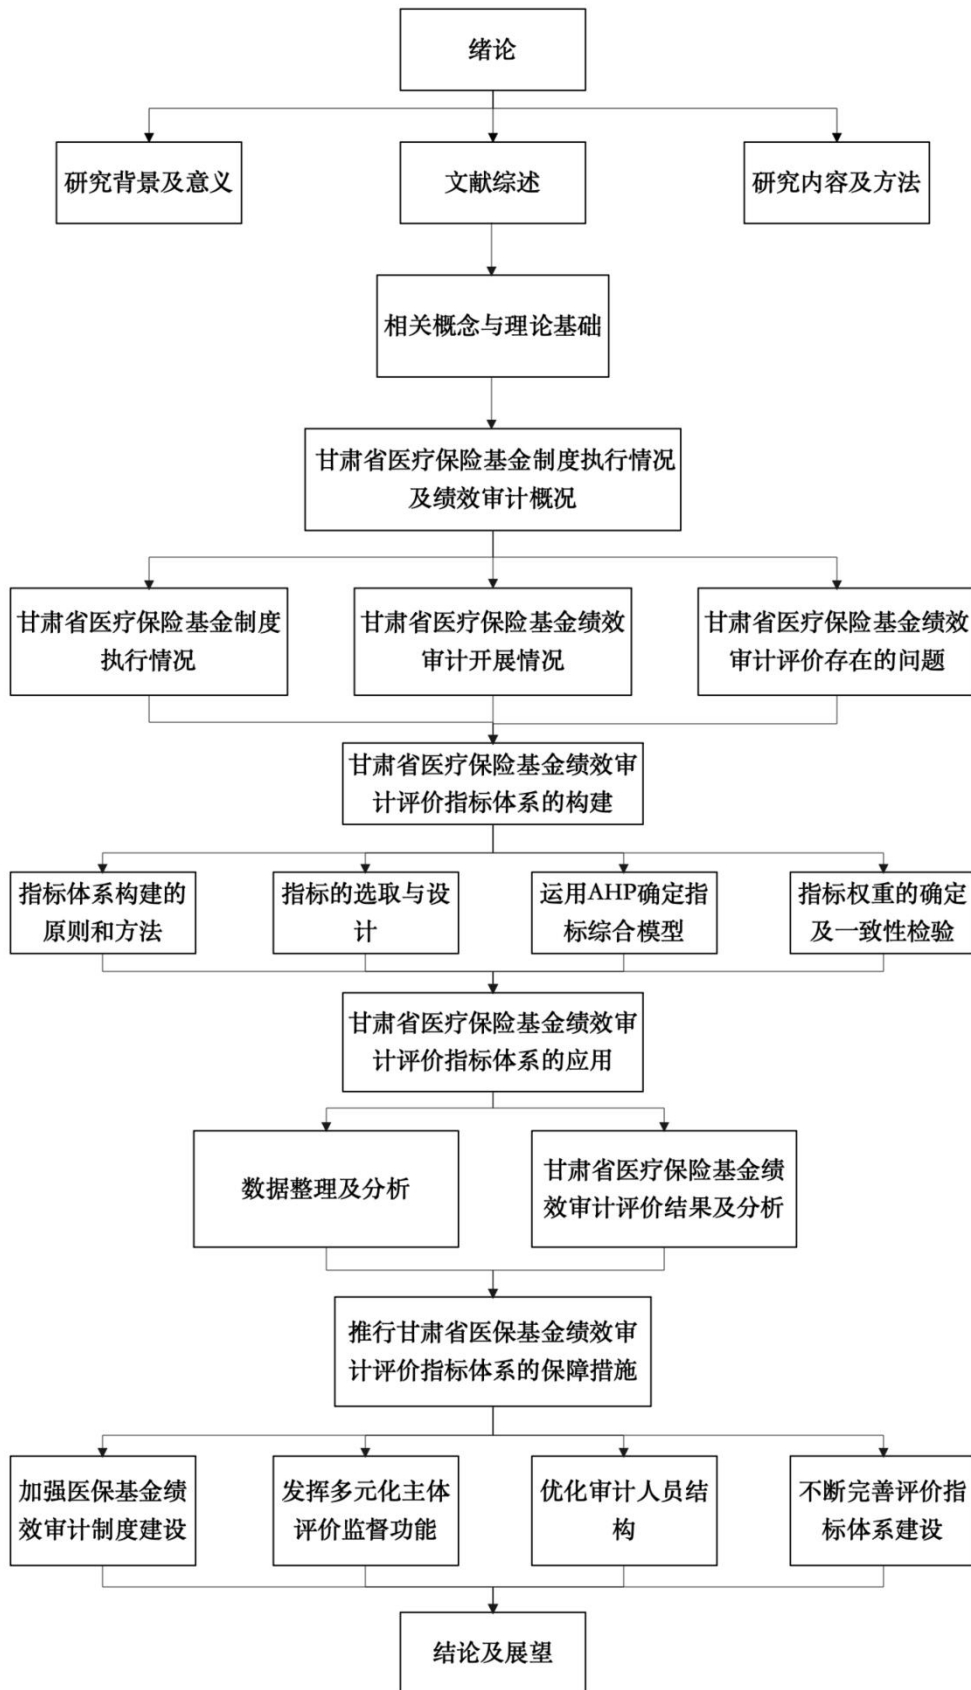 绪论
研究背景及意义
文献综述
研究内容及方法
相关概念与理论基础
甘肃省医疗保险基金制度执行情况
及绩效审计概况
甘肃省医疗保险基金制度
执行情况
甘肃省医疗保险基金绩效
审计开展情况
甘肃省医疗保险基金绩效
审计评价存在的问题
甘肃省医疗保险基金绩效审
计评价指标体系的构建
指标体系构建的
原则和方法
指标的选取与设
计
运用AHP确定指
标综合模型
指标权重的确定
及一致性检验
甘肃省医疗保险基金绩效审
计评价指标体系的应用
数据整理及分析
甘肃省医疗保险基金绩
效审计评价结果及分析
推行甘肃省医保基金绩效审
计评价指标体系的保障措施
加强医保基金绩
效审计制度建设
发挥多元化主体
评价监督功能
优化审计人员结
构
不断完善评价指
标体系建设
结论及展望